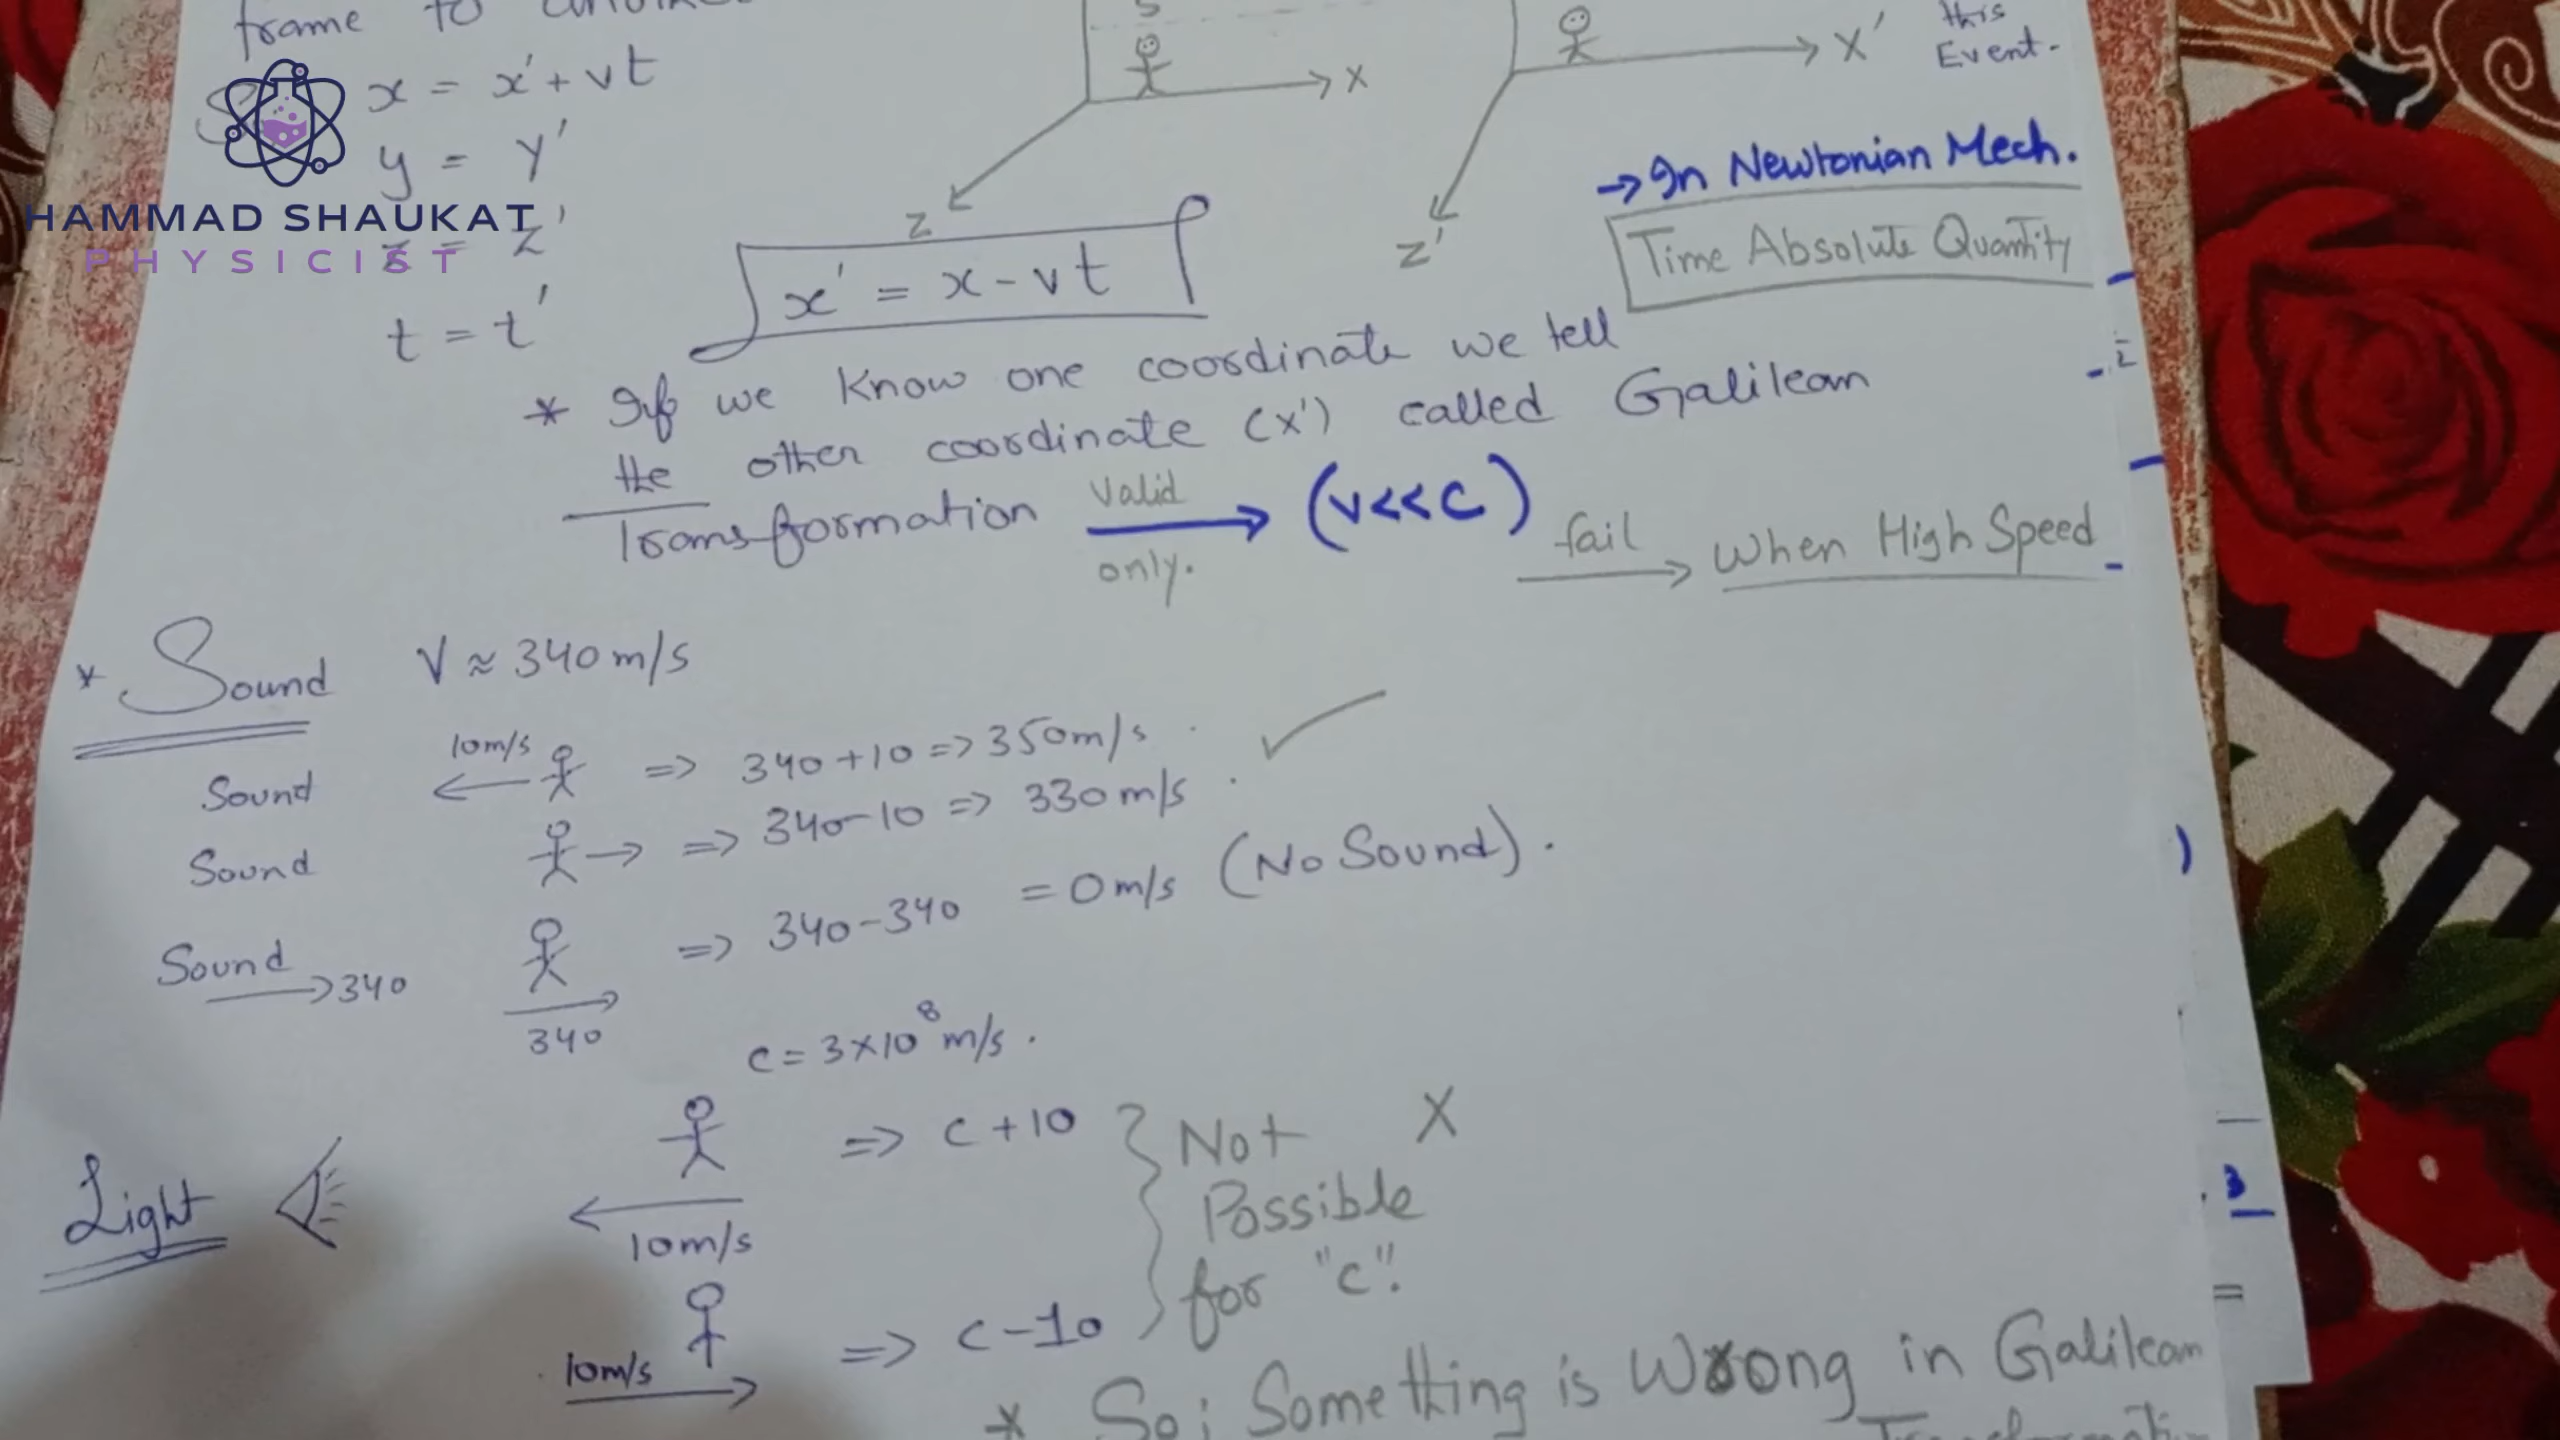 frame to
x = x' + vt
y = y'
z = z'
t = t'
HAMMAD SHAUKAT
PHYSICIST
S
X
Z
X'
Z'
this
Event.
→ In Newtonian Mech.
Time Absolute Quantity
x' = x - vt
* If we know one coordinate we tell
the other coordinate (x') called Galilean
Transformation valid only. → (v<<c) fail → When High Speed
* Sound V ≈ 340 m/s
Sound 10m/s ← => 340+10 => 350m/s. ✓
Sound → => 340-10 => 330 m/s.
Sound → 340 340 → => 340-340 = 0 m/s (No Sound).
c = 3×10⁸ m/s.
Light
10m/s ← => c+10
10m/s → => c-10
} Not X
Possible
for "c".
* So; Something is Wrong in Galilean